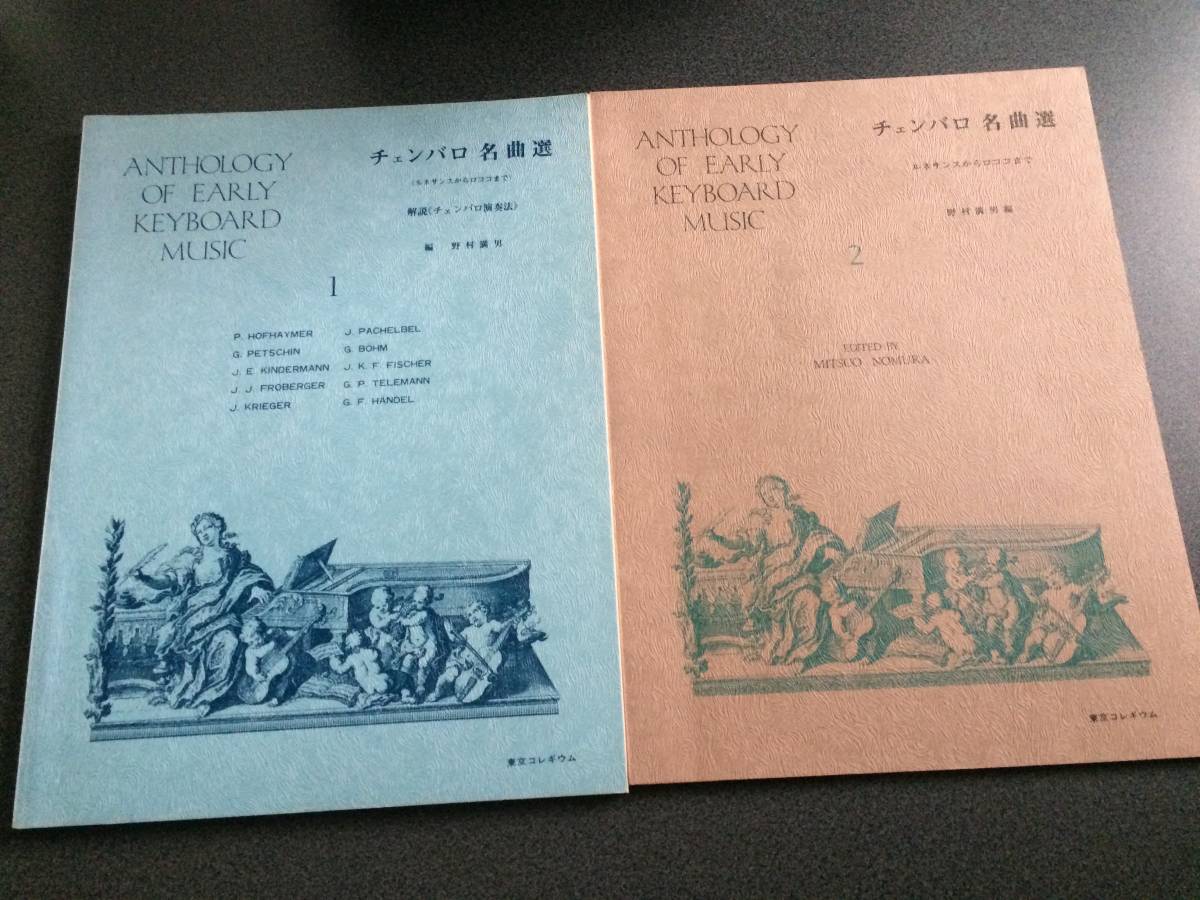 ANTHOLOGY
OF EARLY
KEYBOARD
MUSIC
1
チェンバロ 名曲選
(ルネサンスからロココまで)
解説《チェンバロ演奏法》
編 野村満男
P. HOFHAYMER
G. PETSCHIN
J. E. KINDERMANN
J. J. FROBERGER
J. KRIEGER
J. PACHELBEL
G. BÖHM
J. K. F. FISCHER
G. P. TELEMANN
G. F. HÄNDEL
東京コレギウム
ANTHOLOGY
OF EARLY
KEYBOARD
MUSIC
2
チェンバロ 名曲選
ルネサンスからロココまで
野村満男編
EDITED BY
MITSUO NOMURA
東京コレギウム